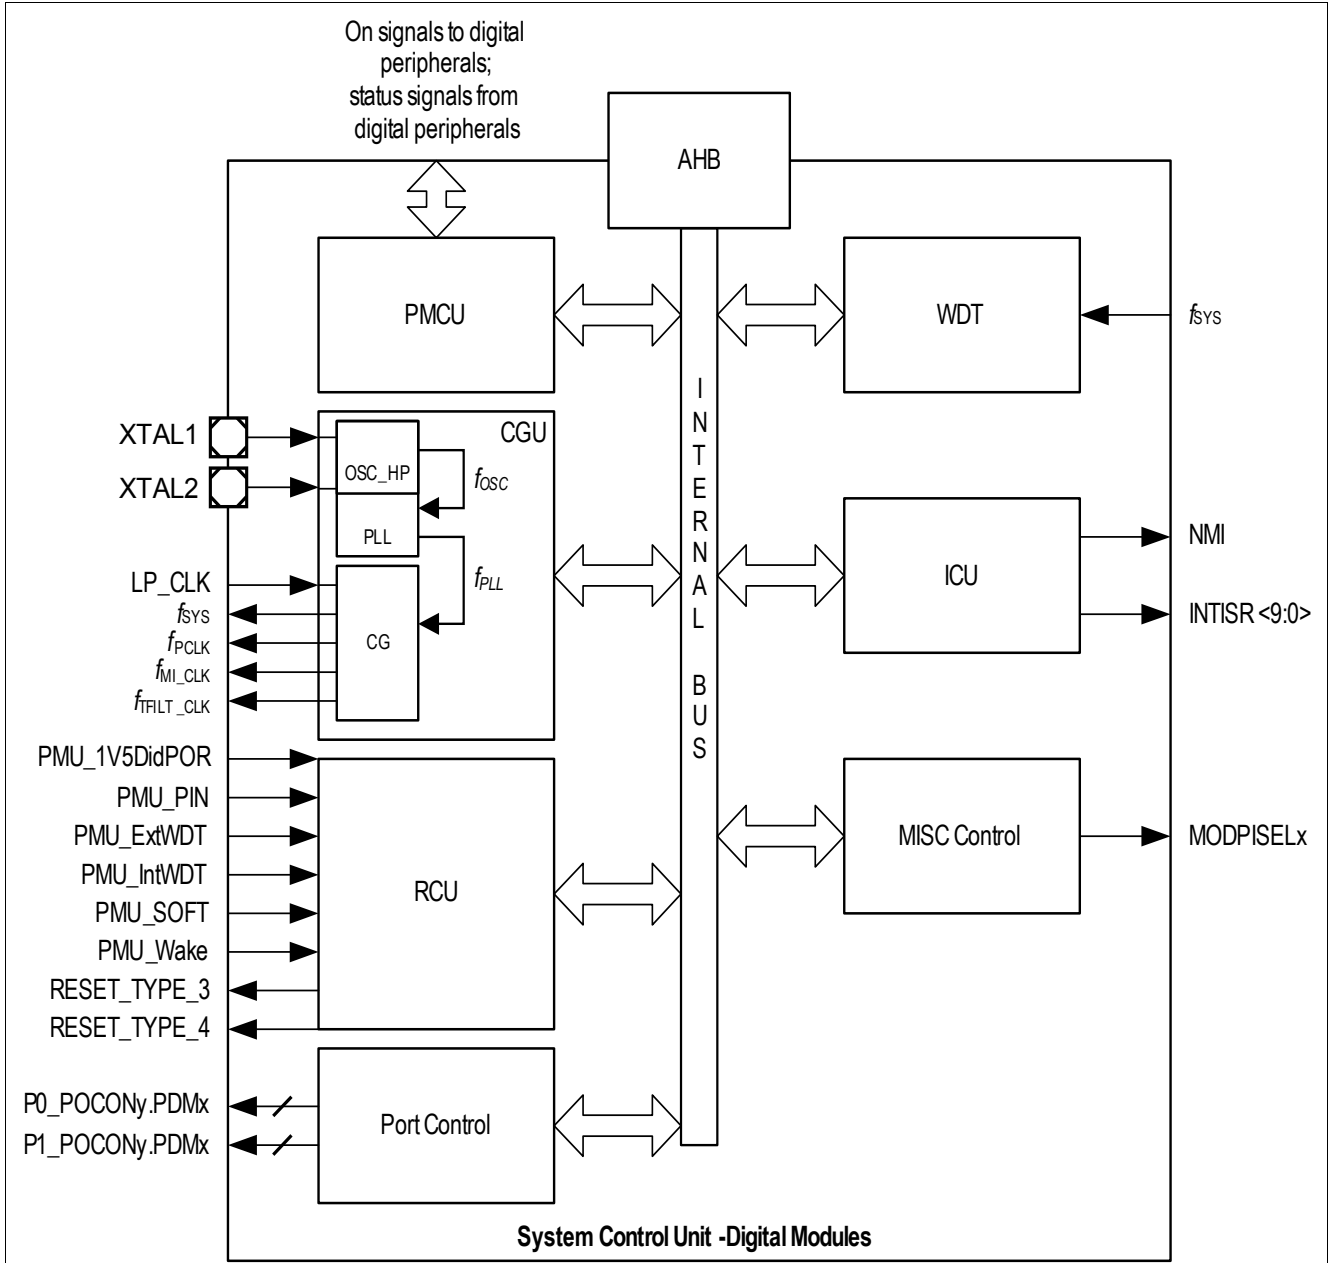 On signals to digital
peripherals;
status signals from
digital peripherals
AHB
PMCU
WDT
fSYS
INTERNAL BUS
XTAL1
XTAL2
CGU
OSC_HP
fOSC
PLL
fPLL
LP_CLK
fSYS
fPCLK
fMI_CLK
fTFILT_CLK
CG
ICU
NMI
INTISR <9:0>
PMU_1V5DidPOR
PMU_PIN
PMU_ExtWDT
PMU_IntWDT
PMU_SOFT
PMU_Wake
RESET_TYPE_3
RESET_TYPE_4
RCU
MISC Control
MODPISELx
P0_POCONy.PDMx
P1_POCONy.PDMx
Port Control
System Control Unit -Digital Modules